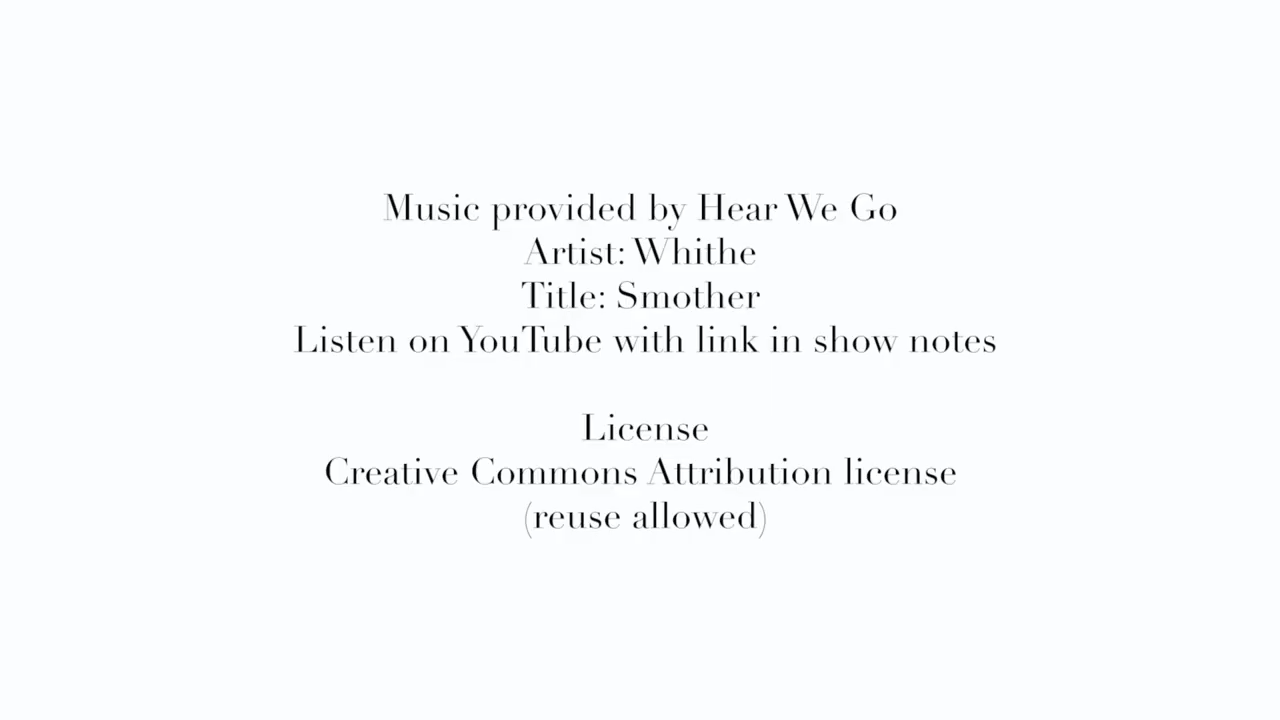 Music provided by Hear We Go
Artist: Whithe
Title: Smother
Listen on YouTube with link in show notes
License
Creative Commons Attribution license
(reuse allowed)